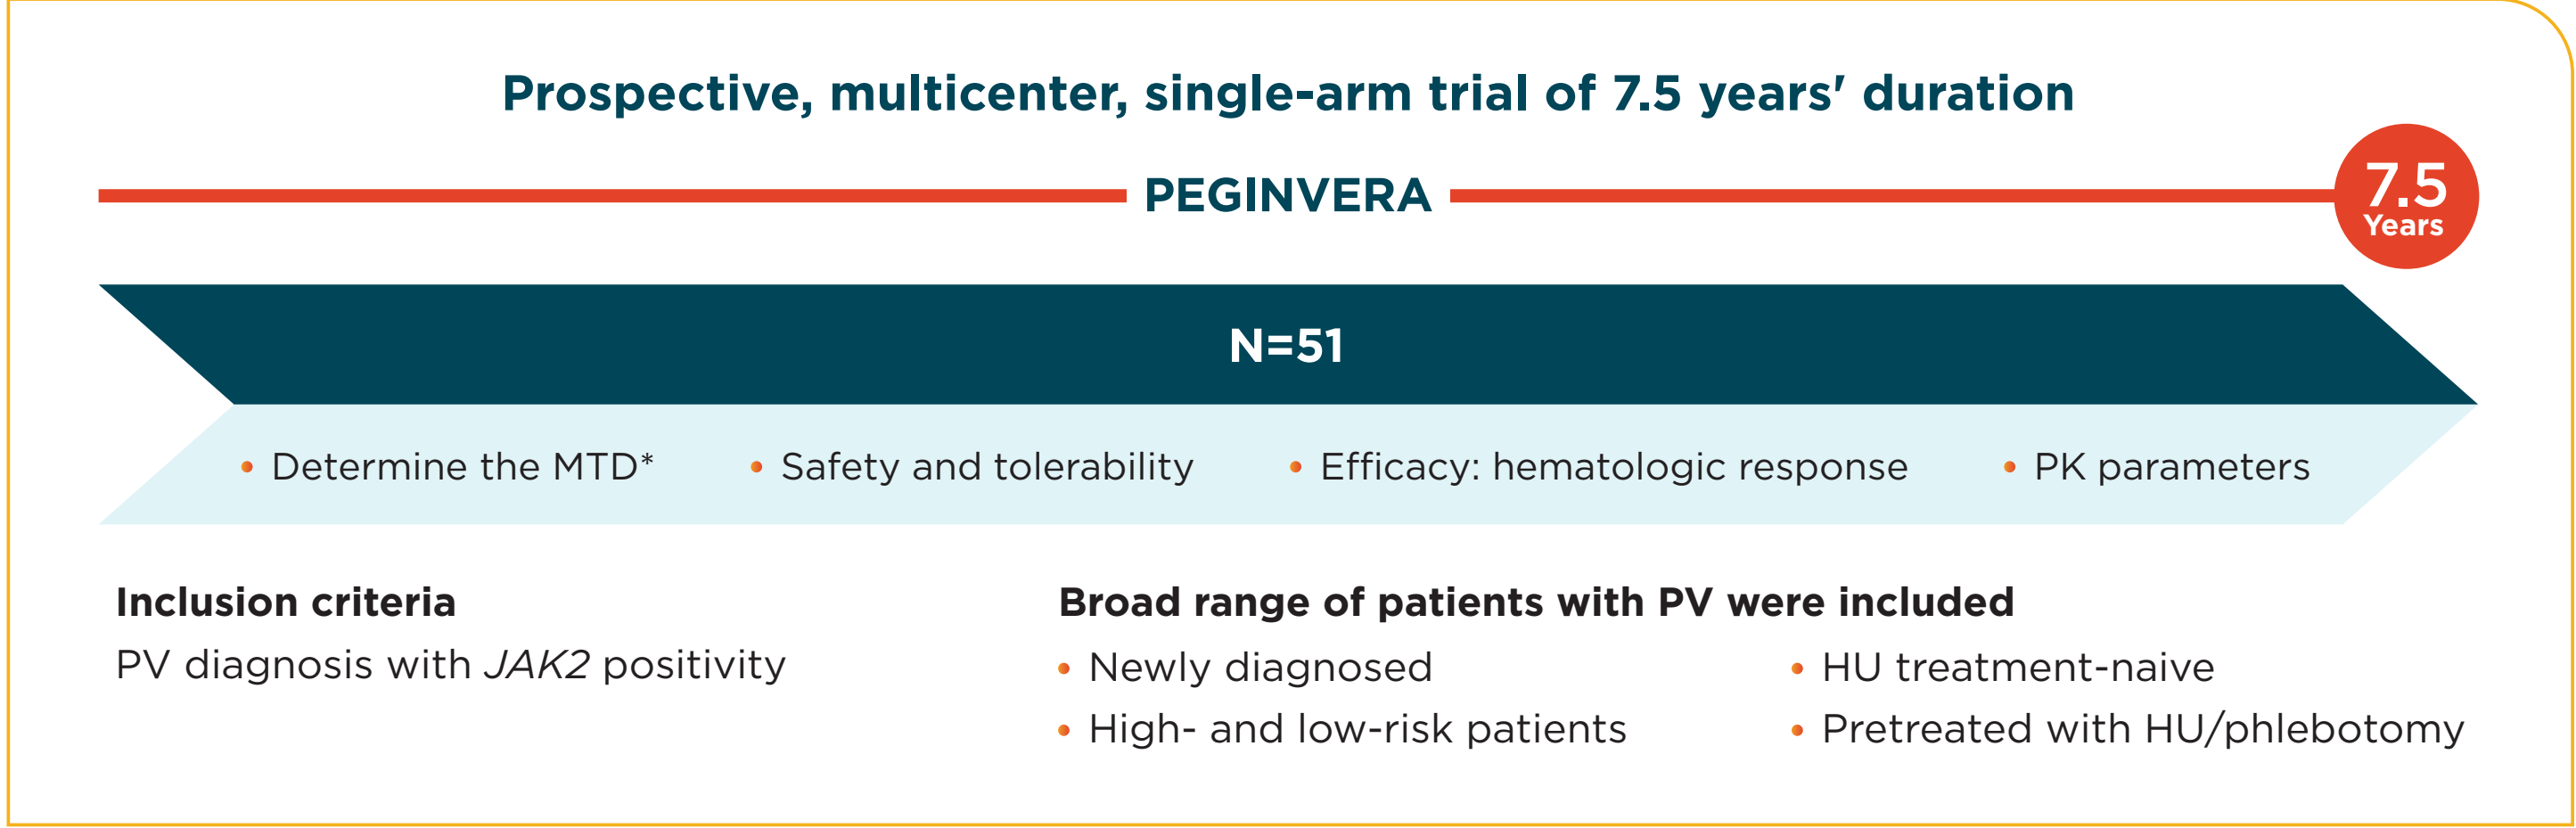 Prospective, multicenter, single-arm trial of 7.5 years' duration
PEGINVERA
7.5
Years
N=51
• Determine the MTD* • Safety and tolerability • Efficacy: hematologic response • PK parameters
Inclusion criteria
PV diagnosis with JAK2 positivity
Broad range of patients with PV were included
• Newly diagnosed
• High- and low-risk patients
• HU treatment-naive
• Pretreated with HU/phlebotomy